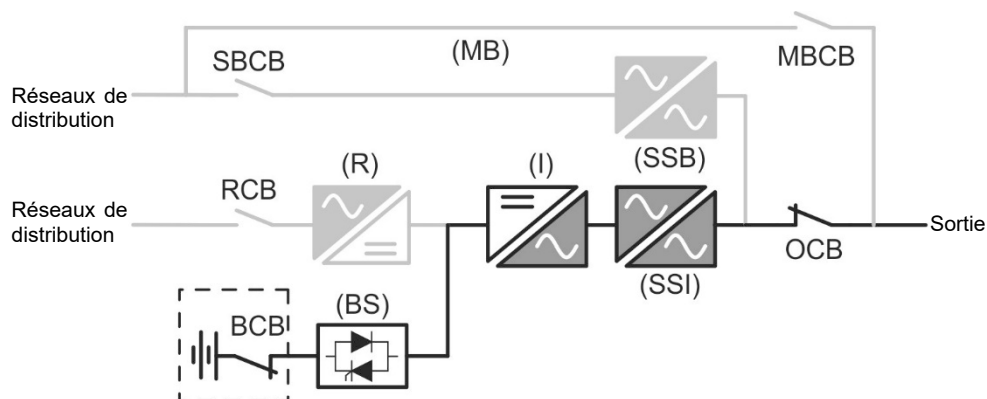 (MB)
MBCB
SBCB
Réseaux de
distribution
(SSB)
(R)
(I)
RCB
Réseaux de
distribution
Sortie
OCB
(SSI)
(BS)
BCB